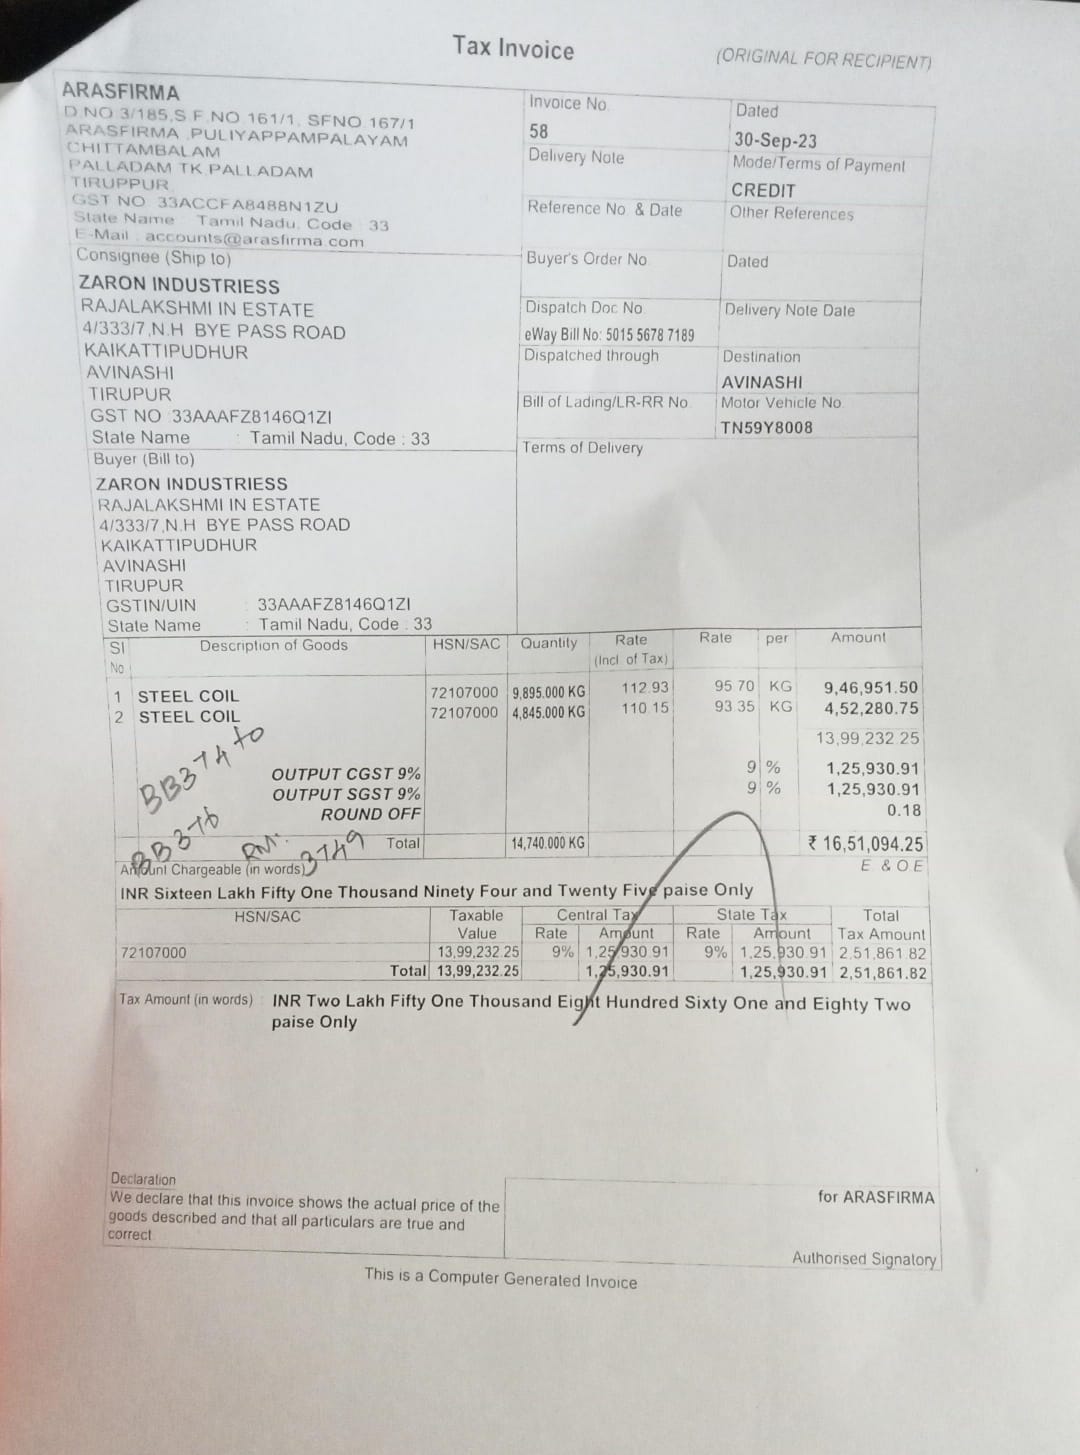 Tax Invoice
(ORIGINAL FOR RECIPIENT)
ARASFIRMA
D.NO 3/185,S F.NO 161/1, SFNO.167/1
ARASFIRMA ,PULIYAPPAMPALAYAM
CHITTAMBALAM
PALLADAM TK PALLADAM
TIRUPPUR
GST NO 33ACCFA8488N1ZU
State Name Tamil Nadu, Code : 33
E-Mail : accounts@arasfirma.com
Invoice No.
58
Dated
30-Sep-23
Delivery Note
Mode/Terms of Payment
CREDIT
Reference No. & Date
Other References
Buyer's Order No.
Dated
Dispatch Doc No.
Delivery Note Date
eWay Bill No: 5015 5678 7189
Dispatched through
Destination
AVINASHI
Bill of Lading/LR-RR No.
Motor Vehicle No.
TN59Y8008
Terms of Delivery
Consignee (Ship to)
ZARON INDUSTRIESS
RAJALAKSHMI IN ESTATE
4/333/7,N.H BYE PASS ROAD
KAIKATTIPUDHUR
AVINASHI
TIRUPUR
GST NO :33AAAFZ8146Q1ZI
State Name : Tamil Nadu, Code : 33
Buyer (Bill to)
ZARON INDUSTRIESS
RAJALAKSHMI IN ESTATE
4/333/7,N.H BYE PASS ROAD
KAIKATTIPUDHUR
AVINASHI
TIRUPUR
GSTIN/UIN : 33AAAFZ8146Q1ZI
State Name : Tamil Nadu, Code : 33
Sl No. Description of Goods HSN/SAC Quantity Rate (Incl. of Tax) Rate per Amount
1 STEEL COIL 72107000 9,895.000 KG 112.93 95.70 KG 9,46,951.50
2 STEEL COIL 72107000 4,845.000 KG 110.15 93.35 KG 4,52,280.75
13,99,232.25
OUTPUT CGST 9% 9 % 1,25,930.91
OUTPUT SGST 9% 9 % 1,25,930.91
ROUND OFF 0.18
BB374 to
BB376
RM.
3749
Total 14,740.000 KG ₹ 16,51,094.25
Amount Chargeable (in words) E. & O.E
INR Sixteen Lakh Fifty One Thousand Ninety Four and Twenty Five paise Only
HSN/SAC Taxable Value Central Tax Rate Amount State Tax Rate Amount Total Tax Amount
72107000 13,99,232.25 9% 1,25,930.91 9% 1,25,930.91 2,51,861.82
Total 13,99,232.25 1,25,930.91 1,25,930.91 2,51,861.82
Tax Amount (in words) : INR Two Lakh Fifty One Thousand Eight Hundred Sixty One and Eighty Two
paise Only
Declaration
We declare that this invoice shows the actual price of the
goods described and that all particulars are true and
correct.
for ARASFIRMA
Authorised Signatory
This is a Computer Generated Invoice